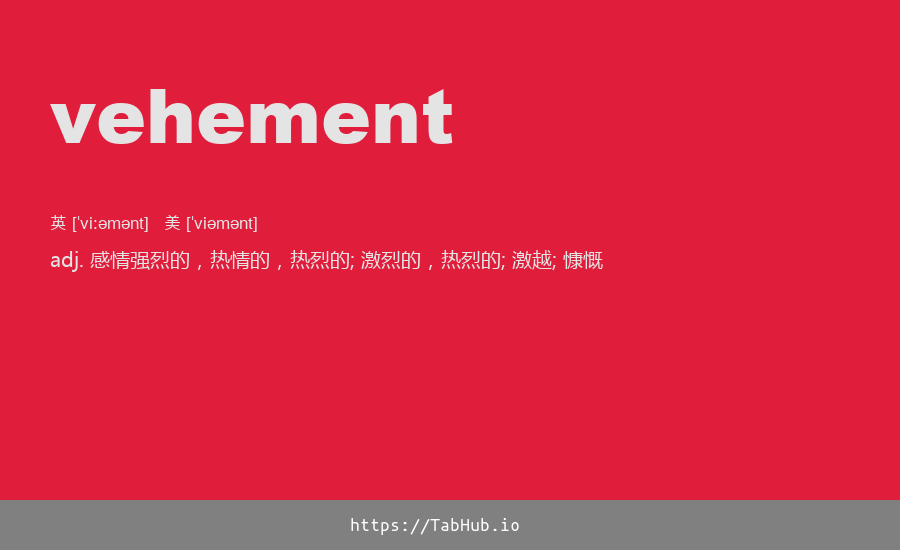 vehement
英 [ˈviːəmənt] 美 [ˈviəmənt]
adj. 感情强烈的，热情的，热烈的; 激烈的，热烈的; 激越; 慷慨
https://TabHub.io